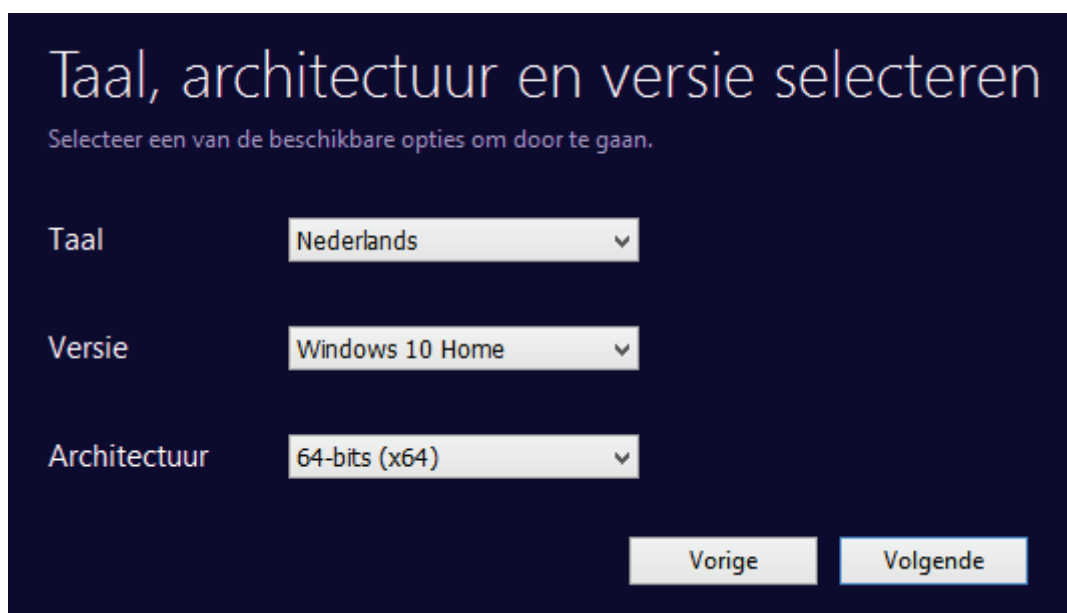 Taal, architectuur en versie selecteren
Selecteer een van de beschikbare opties om door te gaan.
Taal
Nederlands
Versie
Windows 10 Home
Architectuur
64-bits (x64)
Vorige
Volgende